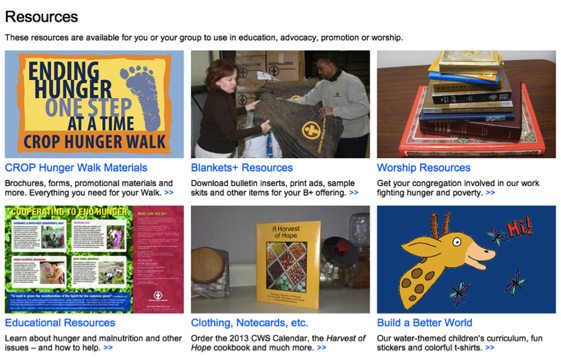 Resources
These resources are available for you or your group to use in education, advocacy, promotion or worship.
ENDING
HUNGER
ONE STEP
AT A TIME
CROP HUNGER WALK
CROP Hunger Walk Materials
Brochures, forms, promotional materials and
more. Everything you need for your Walk. >>
Blankets+ Resources
Download bulletin inserts, print ads, sample
skits and other items for your B+ offering. >>
Worship Resources
Get your congregation involved in our work
fighting hunger and poverty. >>
COOPERATING TO END HUNGER
Educational Resources
Learn about hunger and malnutrition and other
issues – and how to help. >>
A Harvest
of Hope
Clothing, Notecards, etc.
Order the 2013 CWS Calendar, the Harvest of
Hope cookbook and much more. >>
Hi!
Build a Better World
Our water-themed children's curriculum, fun
stickers and colorful t-shirts. >>